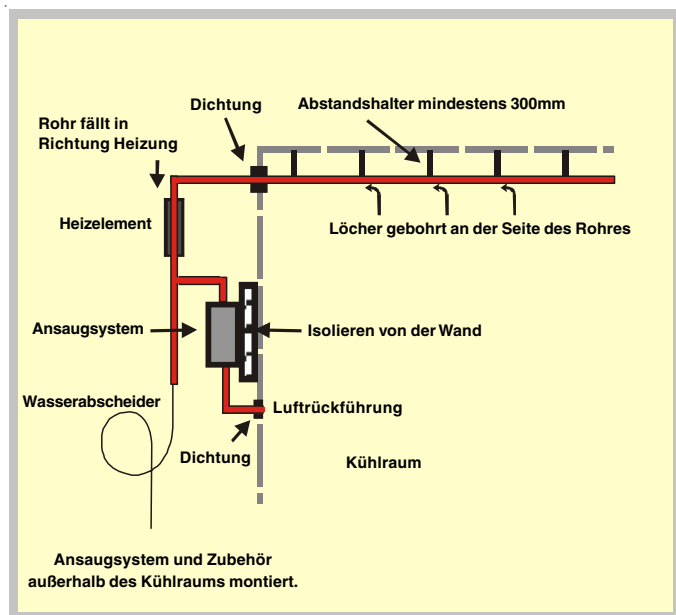 Dichtung
Abstandshalter mindestens 300mm
Rohr fällt in
Richtung Heizung
Heizelement
Löcher gebohrt an der Seite des Rohres
Ansaugsystem
Isolieren von der Wand
Wasserabscheider
Luftrückführung
Dichtung
Kühlraum
Ansaugsystem und Zubehör
außerhalb des Kühlraums montiert.